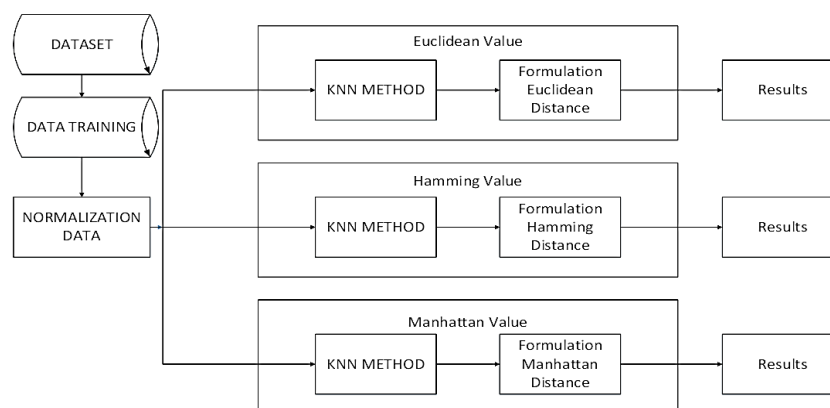 DATASET
DATA TRAINING
NORMALIZATION
DATA
Euclidean Value
KNN METHOD
Formulation
Euclidean
Distance
Results
Hamming Value
KNN METHOD
Formulation
Hamming
Distance
Results
Manhattan Value
KNN METHOD
Formulation
Manhattan
Distance
Results